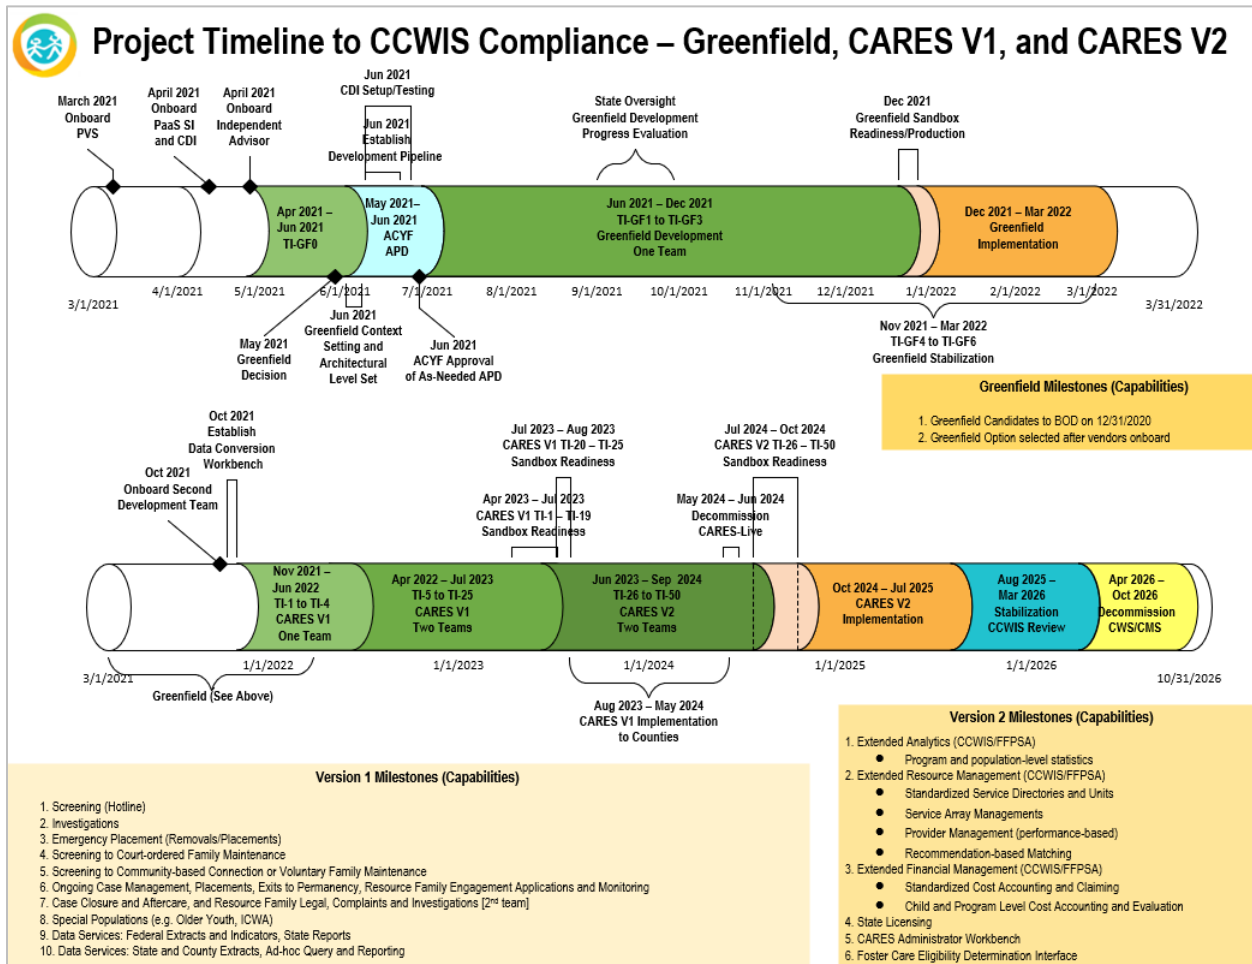 Project Timeline to CCWIS Compliance – Greenfield, CARES V1, and CARES V2
March 2021
Onboard
PVS
April 2021
Onboard
PaaS SI
and CDI
April 2021
Onboard
Independent
Advisor
Jun 2021
CDI Setup/Testing
Jun 2021
Establish
Development Pipeline
State Oversight
Greenfield Development
Progress Evaluation
Dec 2021
Greenfield Sandbox
Readiness/Production
Apr 2021 –
Jun 2021
TI-GF0
May 2021–
Jun 2021
ACYF
APD
Jun 2021 – Dec 2021
TI-GF1 to TI-GF3
Greenfield Development
One Team
Dec 2021 – Mar 2022
Greenfield
Implementation
3/1/2021
4/1/2021
5/1/2021
6/1/2021
7/1/2021
8/1/2021
9/1/2021
10/1/2021
11/1/2021
12/1/2021
1/1/2022
2/1/2022
3/1/2022
3/31/2022
May 2021
Greenfield
Decision
Jun 2021
Greenfield Context
Setting and
Architectural
Level Set
Jun 2021
ACYF Approval
of As-Needed APD
Nov 2021 – Mar 2022
TI-GF4 to TI-GF6
Greenfield Stabilization
Greenfield Milestones (Capabilities)
1. Greenfield Candidates to BOD on 12/31/2020
2. Greenfield Option selected after vendors onboard
Oct 2021
Onboard Second
Development Team
Oct 2021
Establish
Data Conversion
Workbench
Apr 2023 – Jul 2023
CARES V1 TI-1 – TI-19
Sandbox Readiness
Jul 2023 – Aug 2023
CARES V1 TI-20 – TI-25
Sandbox Readiness
May 2024 – Jun 2024
Decommission
CARES-Live
Jul 2024 – Oct 2024
CARES V2 TI-26 – TI-50
Sandbox Readiness
Nov 2021 –
Jun 2022
TI-1 to TI-4
CARES V1
One Team
Apr 2022 – Jul 2023
TI-5 to TI-25
CARES V1
Two Teams
Jun 2023 – Sep 2024
TI-26 to TI-50
CARES V2
Two Teams
Oct 2024 – Jul 2025
CARES V2
Implementation
Aug 2025 –
Mar 2026
Stabilization
CCWIS Review
Apr 2026 –
Oct 2026
Decommission
CWS/CMS
3/1/2021
1/1/2022
1/1/2023
1/1/2024
1/1/2025
1/1/2026
10/31/2026
Greenfield (See Above)
Aug 2023 – May 2024
CARES V1 Implementation
to Counties
Version 1 Milestones (Capabilities)
1. Screening (Hotline)
2. Investigations
3. Emergency Placement (Removals/Placements)
4. Screening to Court-ordered Family Maintenance
5. Screening to Community-based Connection or Voluntary Family Maintenance
6. Ongoing Case Management, Placements, Exits to Permanency, Resource Family Engagement Applications and Monitoring
7. Case Closure and Aftercare, and Resource Family Legal, Complaints and Investigations [2nd team]
8. Special Populations (e.g. Older Youth, ICWA)
9. Data Services: Federal Extracts and Indicators, State Reports
10. Data Services: State and County Extracts, Ad-hoc Query and Reporting
Version 2 Milestones (Capabilities)
1. Extended Analytics (CCWIS/FFPSA)
● Program and population-level statistics
2. Extended Resource Management (CCWIS/FFPSA)
● Standardized Service Directories and Units
● Service Array Managements
● Provider Management (performance-based)
● Recommendation-based Matching
3. Extended Financial Management (CCWIS/FFPSA)
● Standardized Cost Accounting and Claiming
● Child and Program Level Cost Accounting and Evaluation
4. State Licensing
5. CARES Administrator Workbench
6. Foster Care Eligibility Determination Interface